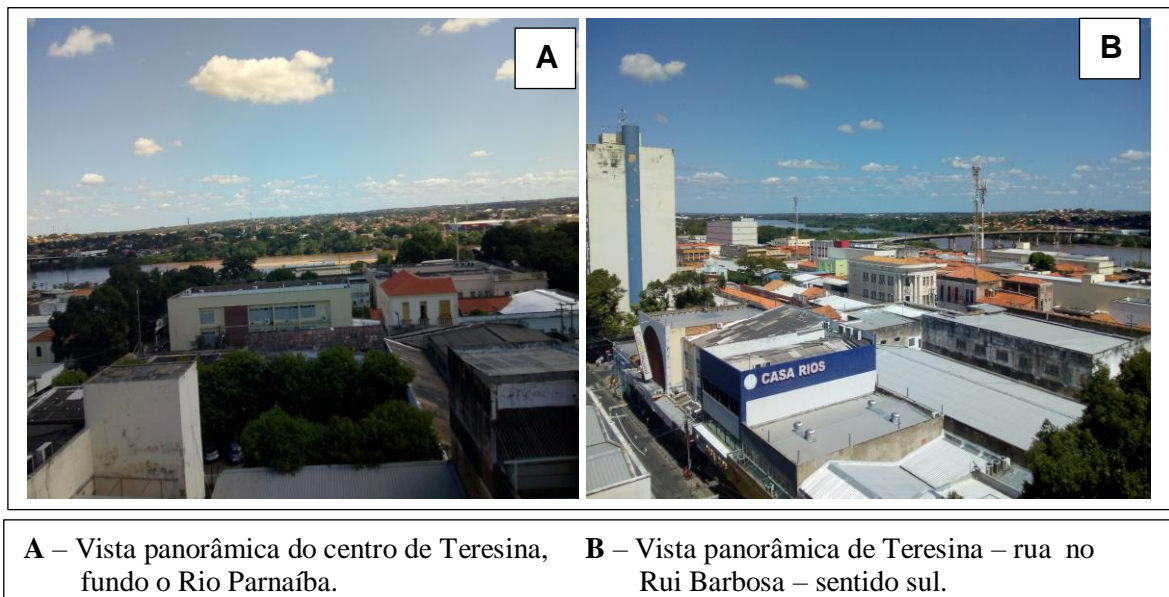 A
B
CASA RIOS
A – Vista panorâmica do centro de Teresina,
fundo o Rio Parnaíba.
B – Vista panorâmica de Teresina – rua no
Rui Barbosa – sentido sul.